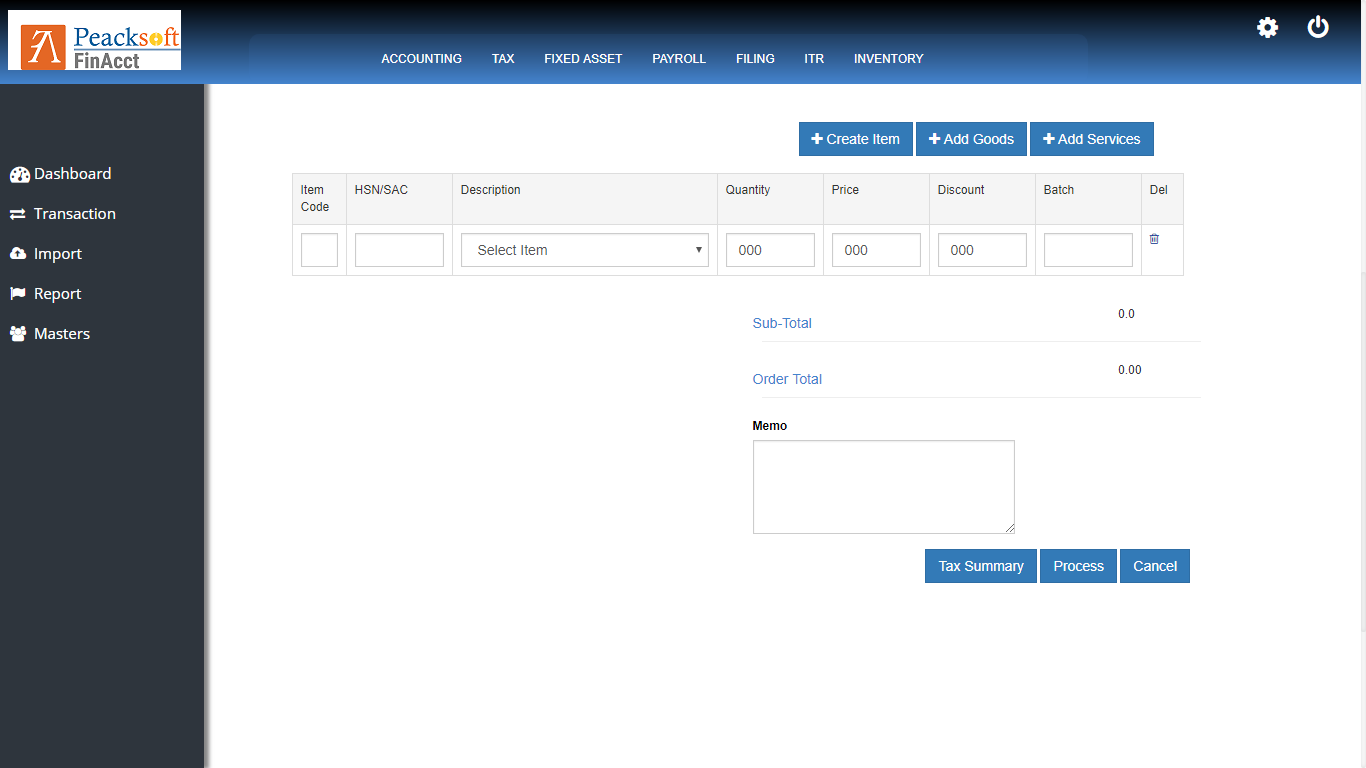 Peacksoft
FinAcct
ACCOUNTING TAX FIXED ASSET PAYROLL FILING ITR INVENTORY
Dashboard
Transaction
Import
Report
Masters
Create Item Add Goods Add Services
Item Code HSN/SAC Description Quantity Price Discount Batch Del
Select Item 000 000 000
Sub-Total 0.0
Order Total 0.00
Memo
Tax Summary Process Cancel